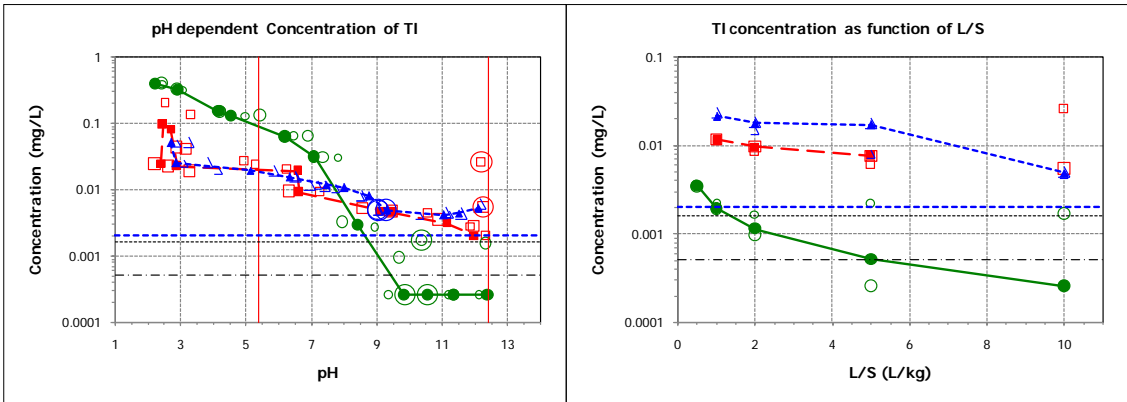 pH dependent Concentration of Tl
Concentration (mg/L)
1
0.1
0.01
0.001
0.0001
1 3 5 7 9 11 13
pH
Tl concentration as function of L/S
Concentration (mg/L)
0.1
0.01
0.001
0.0001
0 2 4 6 8 10
L/S (L/kg)